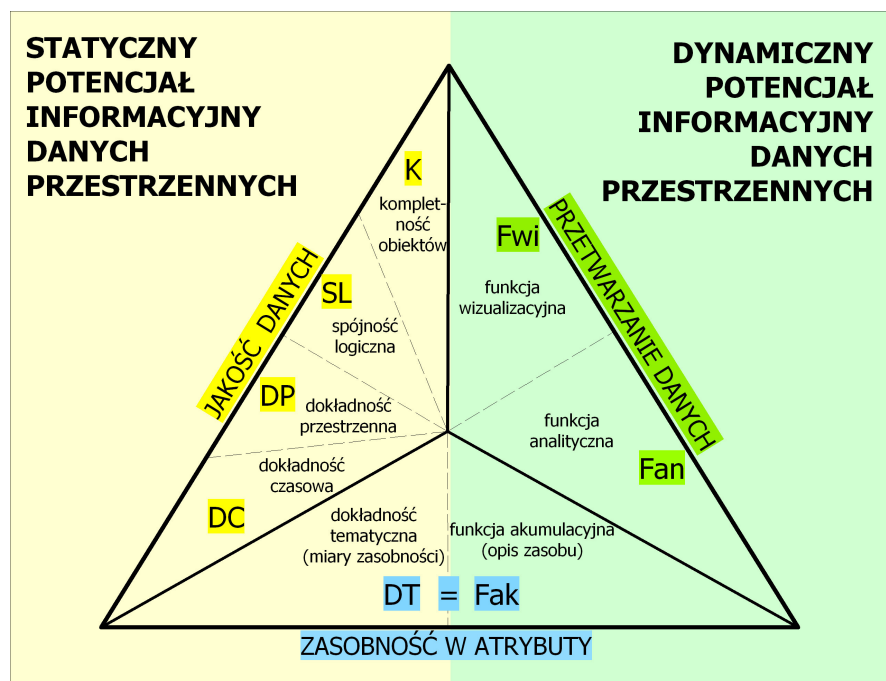 STATYCZNY
POTENCJAŁ
INFORMACYJNY
DANYCH
PRZESTRZENNYCH
DYNAMICZNY
POTENCJAŁ
INFORMACYJNY
DANYCH
PRZESTRZENNYCH
JAKOŚĆ DANYCH
K
komplet-
ność
obiektów
SL
spójność
logiczna
DP
dokładność
przestrzenna
dokładność
czasowa
DC
PRZETWARZANIE DANYCH
Fwi
funkcja
wizualizacyjna
funkcja
analityczna
Fan
dokładność
tematyczna
(miary zasobności)
funkcja akumulacyjna
(opis zasobu)
DT = Fak
ZASOBNOŚĆ W ATRYBUTY